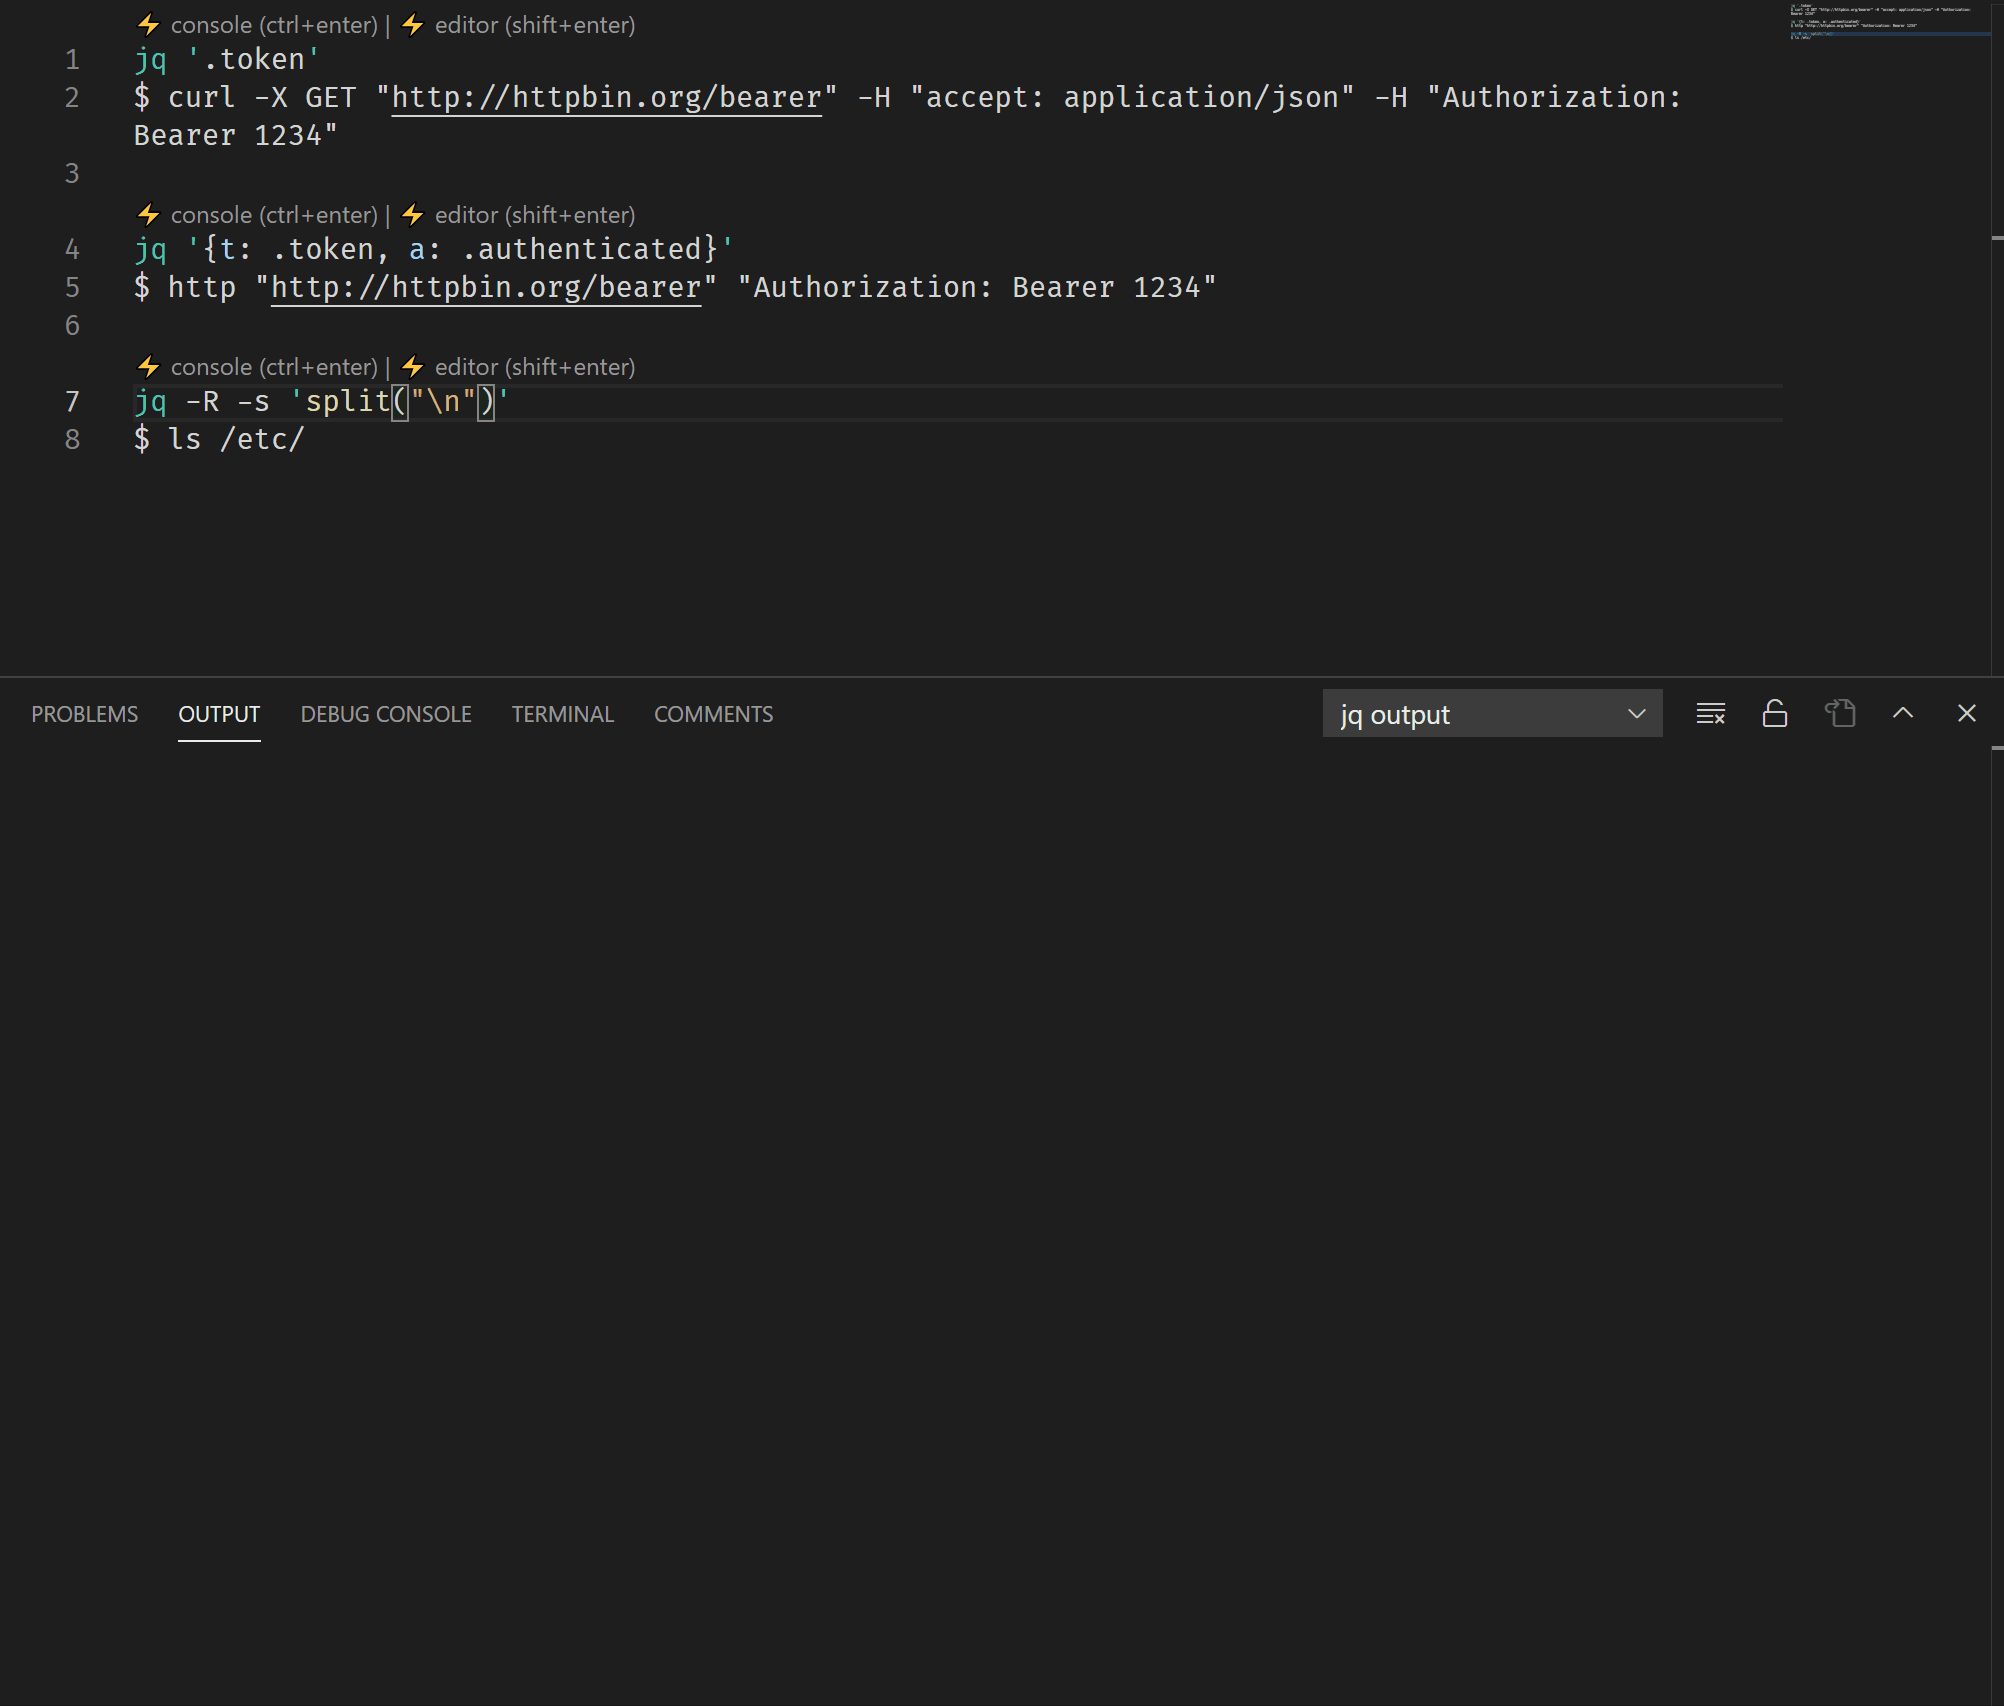 ⚡ console (ctrl+enter) | ⚡ editor (shift+enter)
1 jq '.token'
2 $ curl -X GET "http://httpbin.org/bearer" -H "accept: application/json" -H "Authorization:
Bearer 1234"
3
⚡ console (ctrl+enter) | ⚡ editor (shift+enter)
4 jq '{t: .token, a: .authenticated}'
5 $ http "http://httpbin.org/bearer" "Authorization: Bearer 1234"
6
⚡ console (ctrl+enter) | ⚡ editor (shift+enter)
7 jq -R -s 'split("\n")'
8 $ ls /etc/
PROBLEMS OUTPUT DEBUG CONSOLE TERMINAL COMMENTS jq output